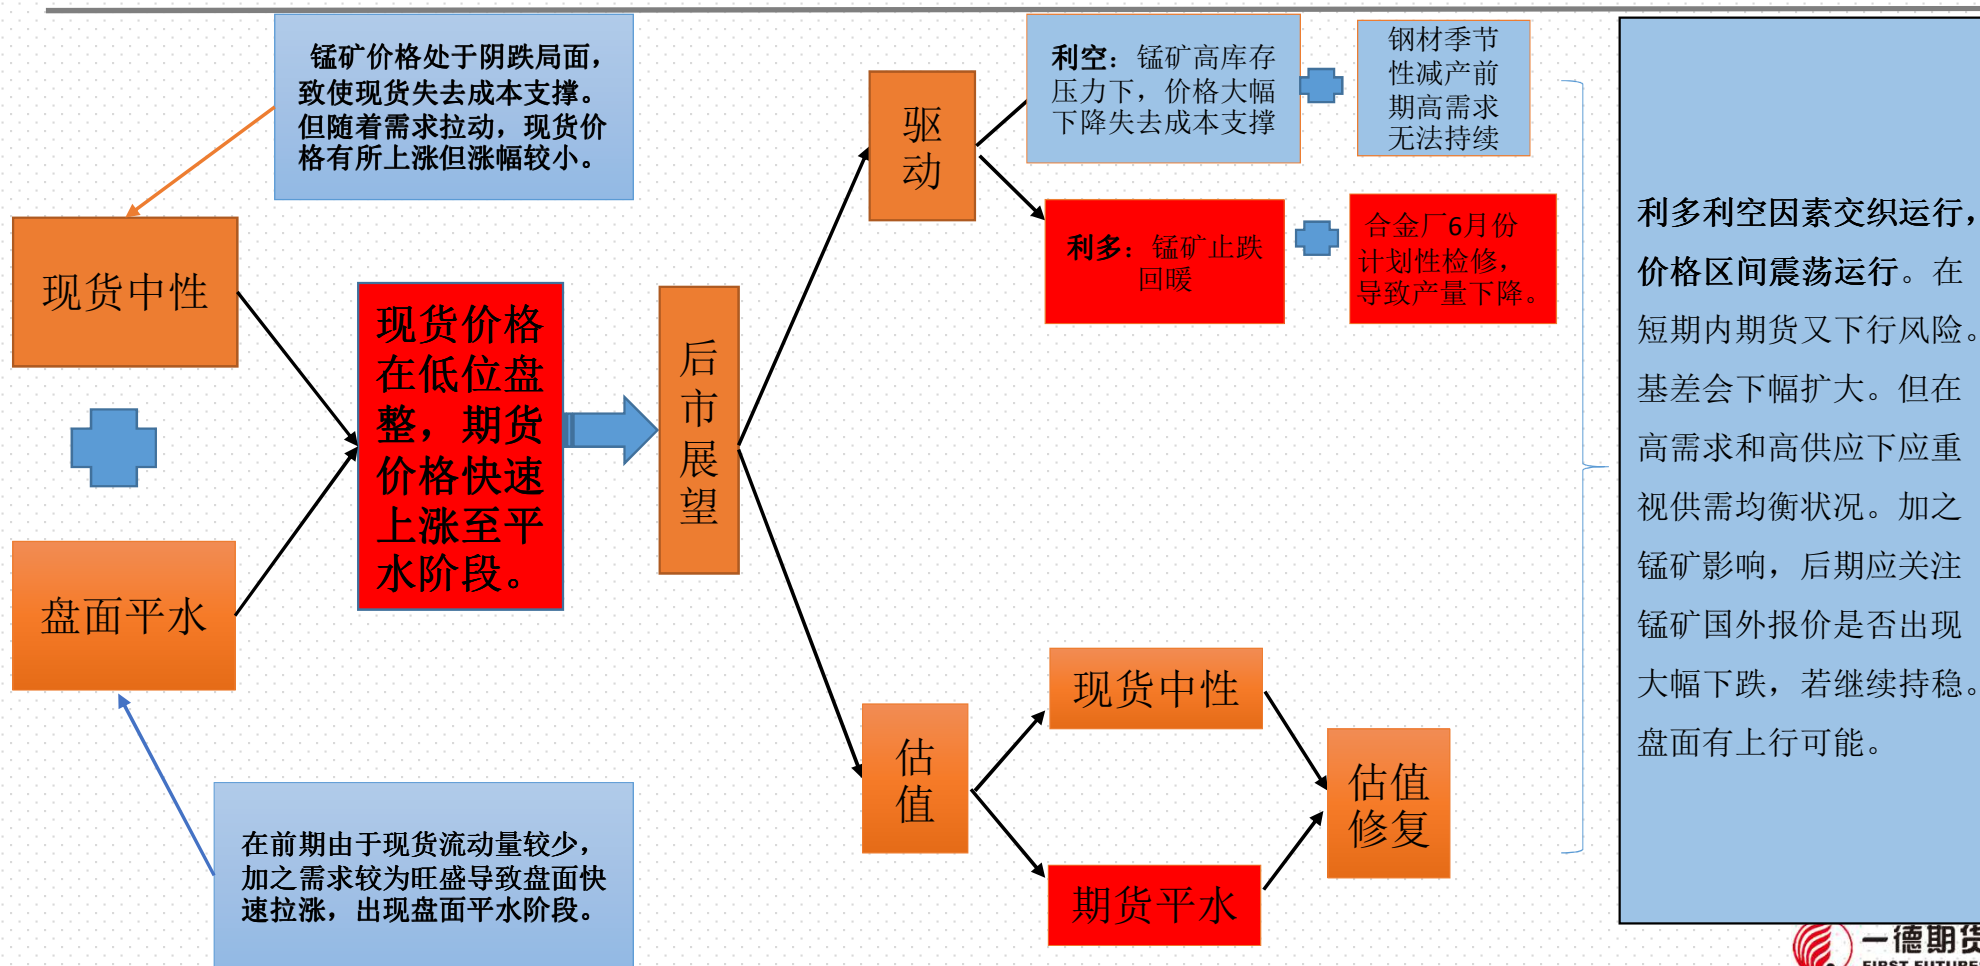 锰矿价格处于阴跌局面，
致使现货失去成本支撑。
但随着需求拉动，现货价
格有所上涨但涨幅较小。
现货中性
盘面平水
在前期由于现货流动量较少，
加之需求较为旺盛导致盘面快
速拉涨，出现盘面平水阶段。
现货价格
在低位盘
整，期货
价格快速
上涨至平
水阶段。
后
市
展
望
驱
动
利空：锰矿高库存
压力下，价格大幅
下降失去成本支撑
钢材季节
性减产前
期高需求
无法持续
利多：锰矿止跌
回暖
合金厂6月份
计划性检修，
导致产量下降。
估
值
现货中性
期货平水
估值
修复
利多利空因素交织运行，
价格区间震荡运行。在
短期内期货又下行风险。
基差会下幅扩大。但在
高需求和高供应下应重
视供需均衡状况。加之
锰矿影响，后期应关注
锰矿国外报价是否出现
大幅下跌，若继续持稳。
盘面有上行可能。
一德期货
FIRST FUTURES